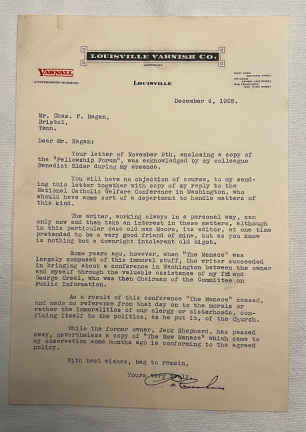 LOUISVILLE VARNISH CO.
LOUISVILLE
December 4, 1928.
Mr. Chas. F. Hagan,
Bristol,
Tenn.
Dear Mr. Hagan:
Your letter of November 9th, enclosing a copy of
the "Fellowship Forum", was acknowledged by my colleague
Benedict Elder during my absence.
You will have no objection of course, to my send-
ing this letter together with copy of my reply to the
National Catholic Welfare Conference in Washington, who
should have some sort of a department to handle matters of
this kind.
The writer, working always in a personal way, can
only now and then take an interest in these matters, although
in this particular case old man Moore, its editor, at one time
pretended to be a very good friend of mine, but as you know
is nothing but a downright intolerant old bigot.
Some years ago, however, when "The Menace" was
largely composed of this immoral stuff, the writer succeeded
in bringing about a conference in Washington between the owner
and myself through the valuable assistance of my friend
George Creel, who was then Chairman of the Committee on
Public Information.
As a result of this conference "The Menace" ceased,
and made no reference from that day on to the morals or
rather the immoralities of our clergy or sisterhoods, con-
fining itself to the politics, as he put it, of the Church.
While the former owner, Jack Shepherd, has passed
away, nevertheless a copy of "The New Menace" which came to
my observation some months ago is conforming to the agreed
policy.
With best wishes, beg to remain,
Yours very truly,